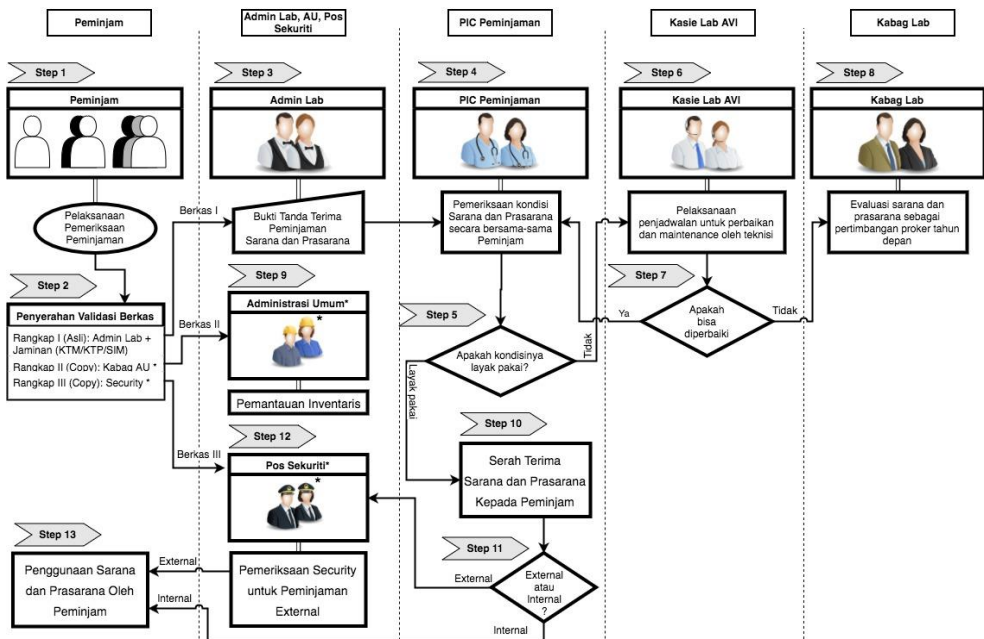 Peminjam
Admin Lab, AU, Pos
Sekuriti
PIC Peminjaman
Kasie Lab AVI
Kabag Lab
Step 1
Step 3
Step 4
Step 6
Step 8
Peminjam
Admin Lab
PIC Peminjaman
Kasie Lab AVI
Kabag Lab
Pelaksanaan
Pemeriksaan
Peminjaman
Berkas I
Bukti Tanda Terima
Peminjaman
Sarana dan Prasarana
Pemeriksaan kondisi
Sarana dan Prasarana
secara bersama-sama
Peminjam
Pelaksanaan
penjadwalan untuk perbaikan
dan maintenance oleh teknisi
Evaluasi sarana dan
prasarana sebagai
pertimbangan proker tahun
depan
Step 2
Step 9
Step 7
Penyerahan Validasi Berkas
Rangkap I (Asli): Admin Lab +
Jaminan (KTM/KTP/SIM)
Rangkap II (Copy): Kabag AU *
Rangkap III (Copy): Security *
Berkas II
Administrasi Umum*
*
Pemantauan Inventaris
Step 5
Apakah kondisinya
layak pakai?
Tidak
Layak pakai
Ya
Apakah
bisa
diperbaiki
Tidak
Step 10
Serah Terima
Sarana dan Prasarana
Kepada Peminjam
Step 12
Berkas III
Pos Sekuriti*
*
Step 13
Penggunaan Sarana
dan Prasarana Oleh
Peminjam
External
Internal
Pemeriksaan Security
untuk Peminjaman
External
Step 11
External
External
atau
Internal
?
Internal